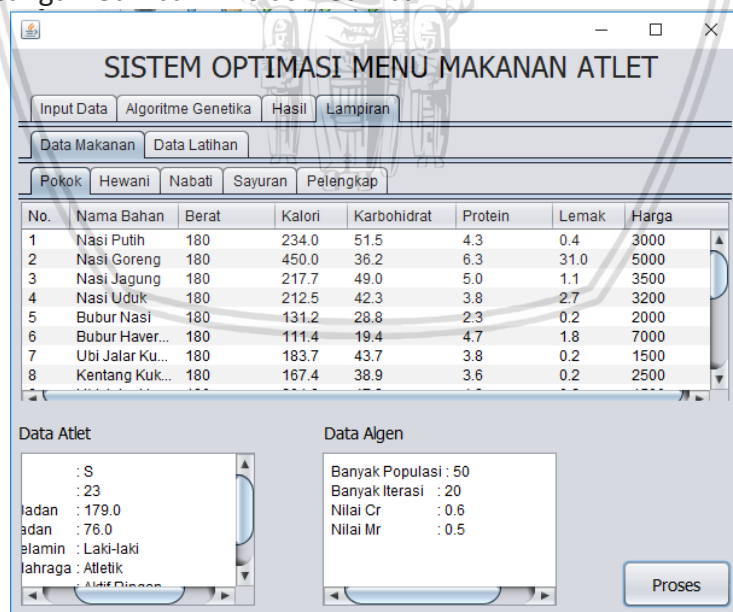 SISTEM OPTIMASI MENU MAKANAN ATLET
Input Data Algoritme Genetika Hasil Lampiran
Data Makanan Data Latihan
Pokok Hewani Nabati Sayuran Pelengkap
No. Nama Bahan Berat Kalori Karbohidrat Protein Lemak Harga
1 Nasi Putih 180 234.0 51.5 4.3 0.4 3000
2 Nasi Goreng 180 450.0 36.2 6.3 31.0 5000
3 Nasi Jagung 180 217.7 49.0 5.0 1.1 3500
4 Nasi Uduk 180 212.5 42.3 3.8 2.7 3200
5 Bubur Nasi 180 131.2 28.8 2.3 0.2 2000
6 Bubur Haver... 180 111.4 19.4 4.7 1.8 7000
7 Ubi Jalar Ku... 180 183.7 43.7 3.8 0.2 1500
8 Kentang Kuk... 180 167.4 38.9 3.6 0.2 2500
Data Atlet
: S
: 23
adan : 179.0
adan : 76.0
elamin : Laki-laki
lahraga : Atletik
: Aktif Ringan
Data Algen
Banyak Populasi : 50
Banyak Iterasi : 20
Nilai Cr : 0.6
Nilai Mr : 0.5
Proses